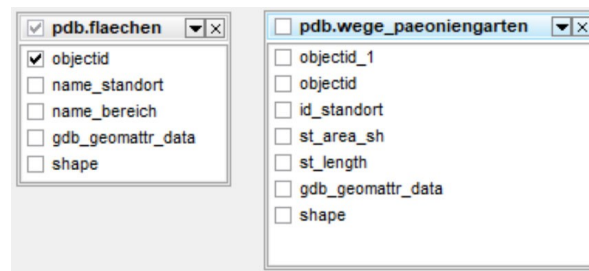 pdb.flaechen
objectid
name_standort
name_bereich
gdb_geomattr_data
shape
pdb.wege_paeoniengarten
objectid_1
objectid
id_standort
st_area_sh
st_length
gdb_geomattr_data
shape